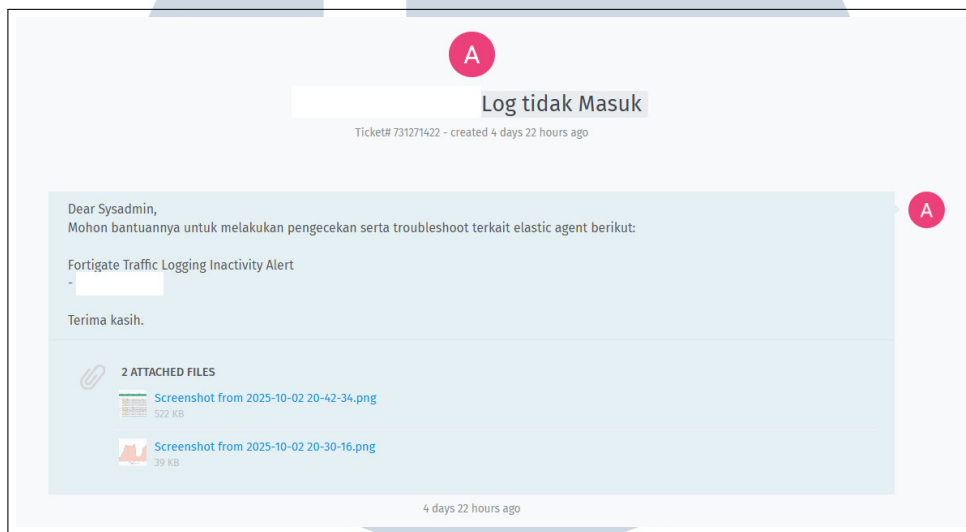 A
Log tidak Masuk
Ticket# 731271422 - created 4 days 22 hours ago
A
Dear Sysadmin,
Mohon bantuannya untuk melakukan pengecekan serta troubleshoot terkait elastic agent berikut:
Fortigate Traffic Logging Inactivity Alert
-
Terima kasih.
2 ATTACHED FILES
Screenshot from 2025-10-02 20-42-34.png
522 KB
Screenshot from 2025-10-02 20-30-16.png
39 KB
4 days 22 hours ago